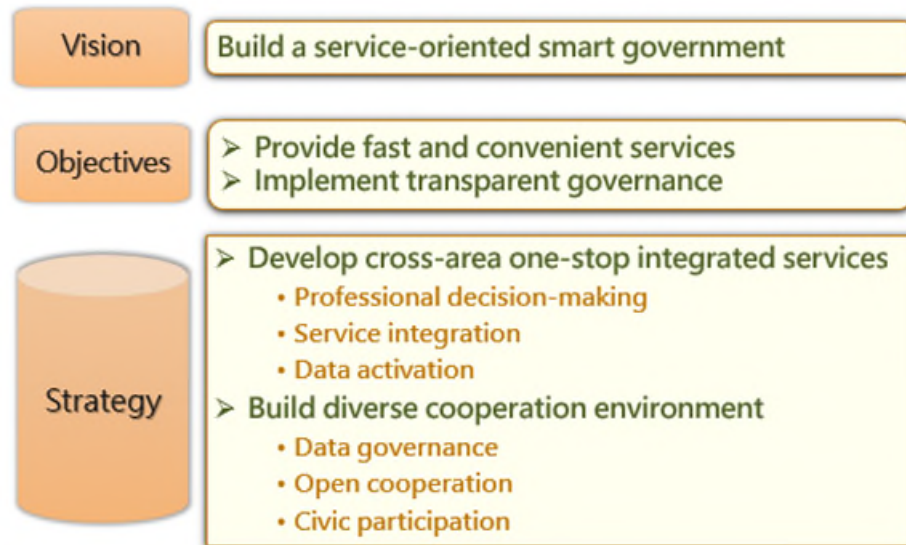 Vision
Build a service-oriented smart government
Objectives
➢ Provide fast and convenient services
➢ Implement transparent governance
Strategy
➢ Develop cross-area one-stop integrated services
• Professional decision-making
• Service integration
• Data activation
➢ Build diverse cooperation environment
• Data governance
• Open cooperation
• Civic participation